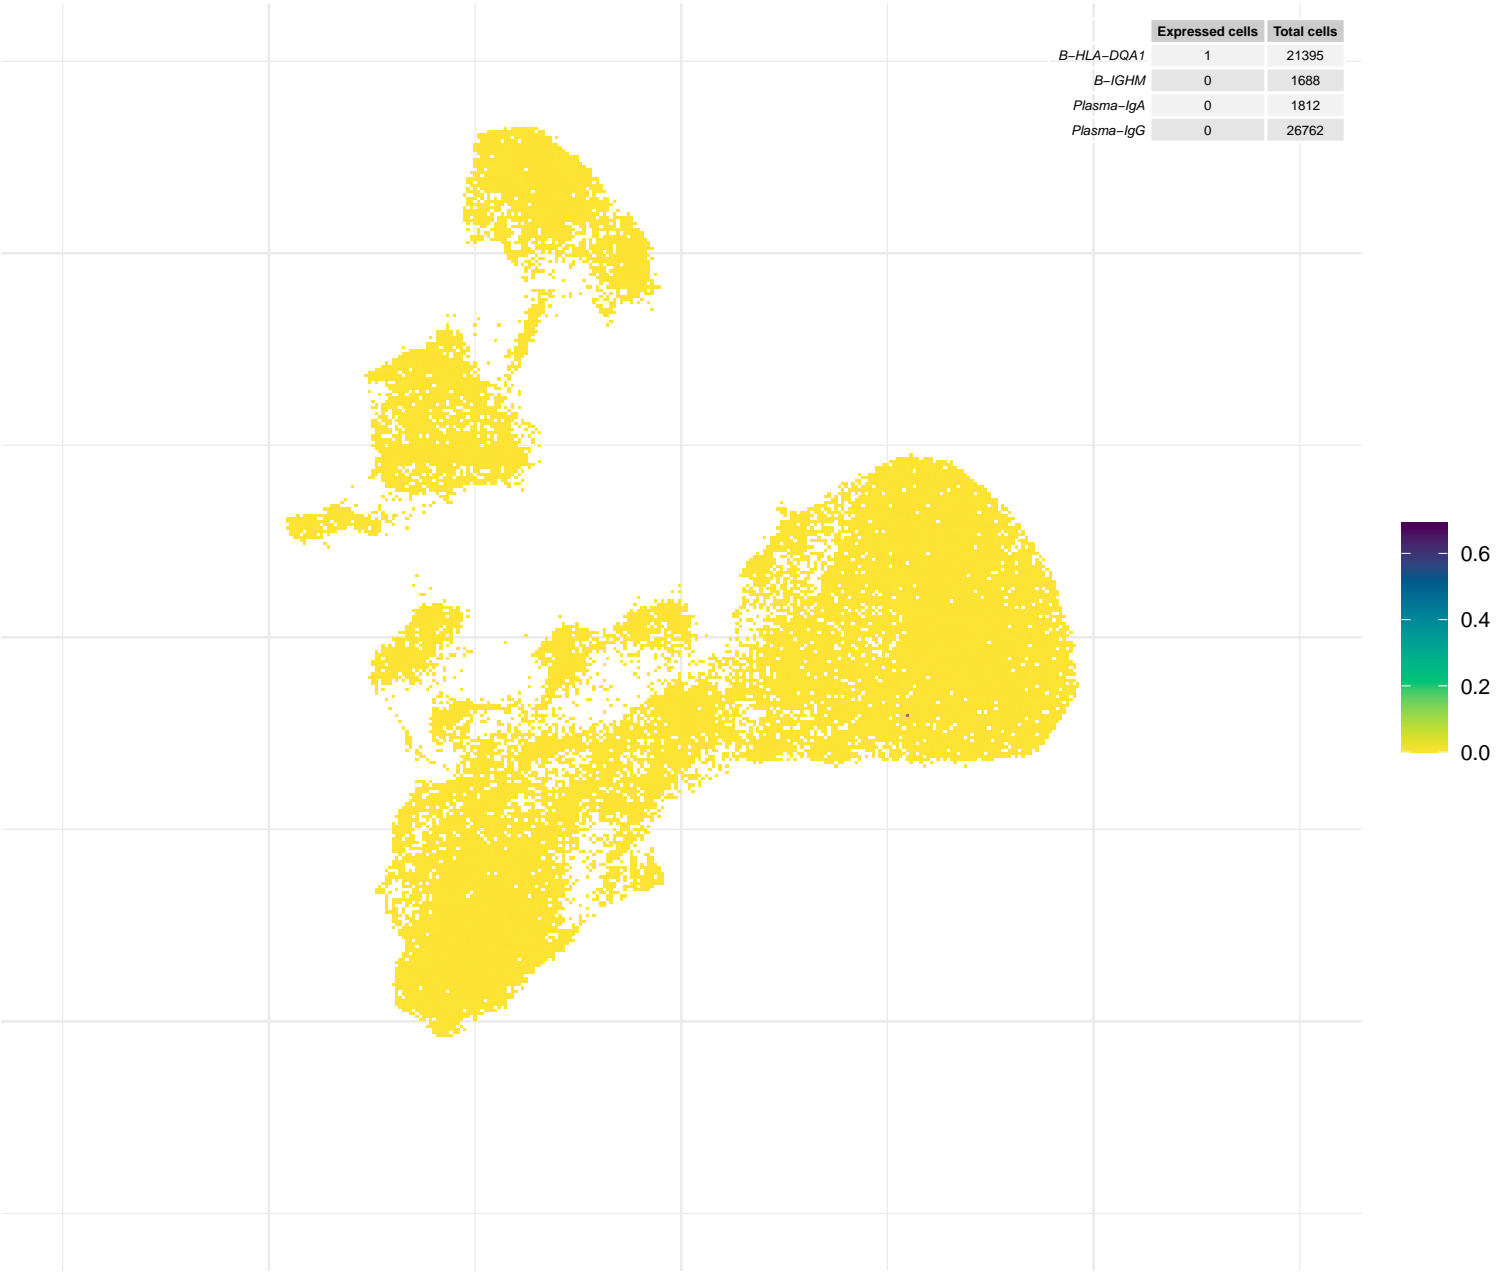 Expressed cells Total cells
B−HLA−DQA1 1 21395
B−IGHM 0 1688
Plasma−IgA 0 1812
Plasma−IgG 0 26762
0.6
0.4
0.2
0.0